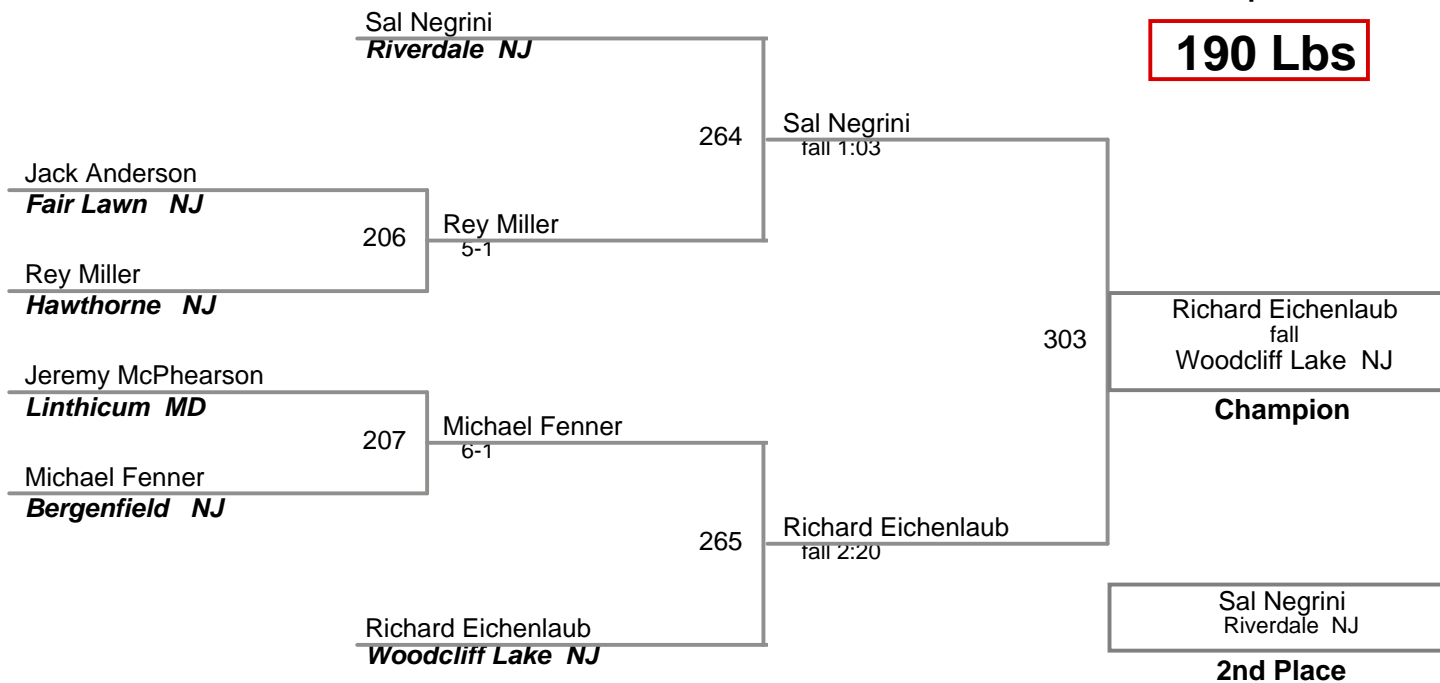 Sal Negrini
Riverdale NJ
190 Lbs
264
Sal Negrini
fall 1:03
Jack Anderson
Fair Lawn NJ
206
Rey Miller
5-1
Rey Miller
Hawthorne NJ
303
Richard Eichenlaub
fall
Woodcliff Lake NJ
Champion
Jeremy McPhearson
Linthicum MD
207
Michael Fenner
6-1
Michael Fenner
Bergenfield NJ
265
Richard Eichenlaub
fall 2:20
Richard Eichenlaub
Woodcliff Lake NJ
Sal Negrini
Riverdale NJ
2nd Place